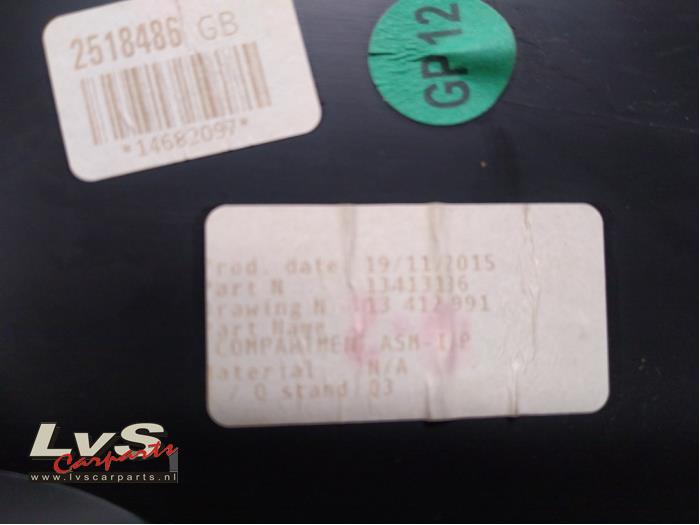 2518486 GB
*14682097*
GP 12
rod. date 19/11/2015
art N
rawing N 13 412 991
art Name
COMPARTMENT ASM-I/P
aterial N/A
/ Q stand Q3
LvS
Carparts
www.lvscarparts.nl